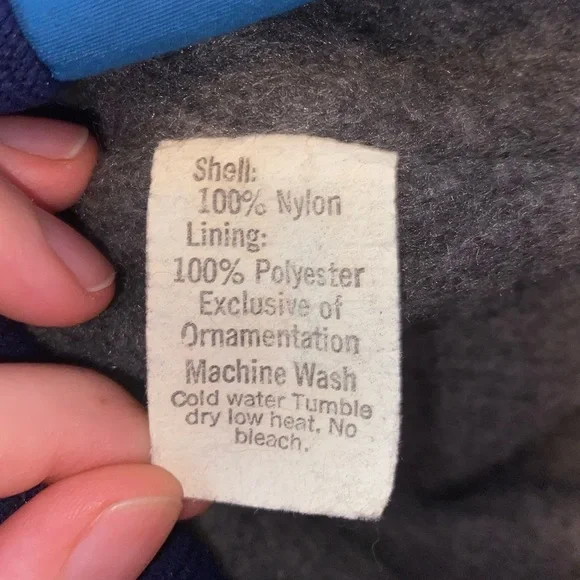 Shell:
100% Nylon
Lining:
100% Polyester
Exclusive of
Ornamentation
Machine Wash
Cold water Tumble
dry low heat. No
bleach.